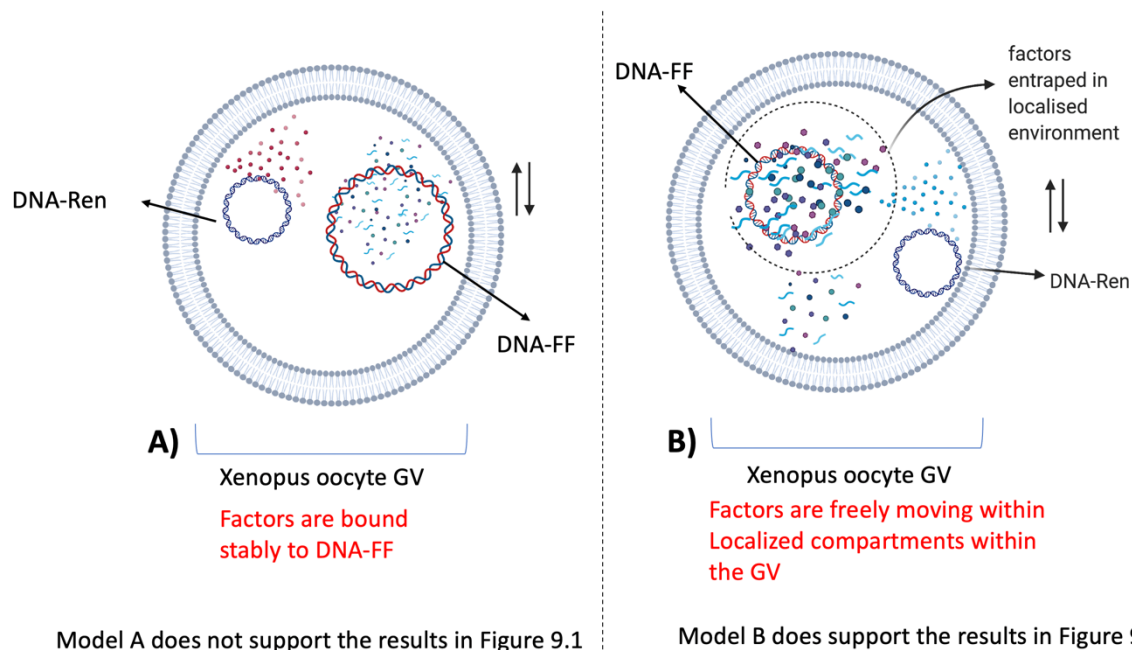 DNA-Ren
DNA-FF
A)
Xenopus oocyte GV
Factors are bound
stably to DNA-FF
Model A does not support the results in Figure 9.1
DNA-FF
factors
entraped in
localised
environment
DNA-Ren
B)
Xenopus oocyte GV
Factors are freely moving within
Localized compartments within
the GV
Model B does support the results in Figure